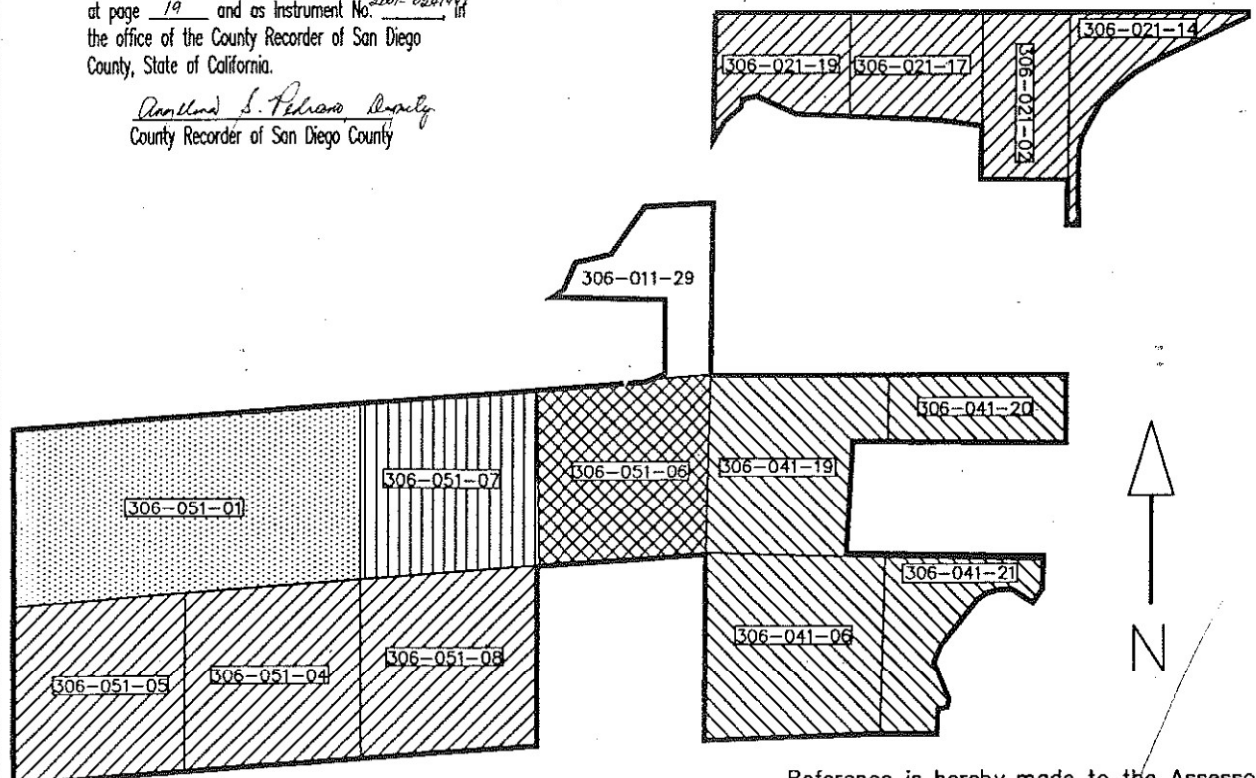 at page 19 and as Instrument No. in
the office of the County Recorder of San Diego
County, State of California.
S. Deputy
County Recorder of San Diego County
306-021-19
306-021-17
306-021-02
306-021-14
306-011-29
306-051-01
306-051-07
306-051-06
306-041-19
306-041-20
306-041-21
306-041-06
306-051-05
306-051-04
306-051-08
N
Reference is hereby made to the Assesso